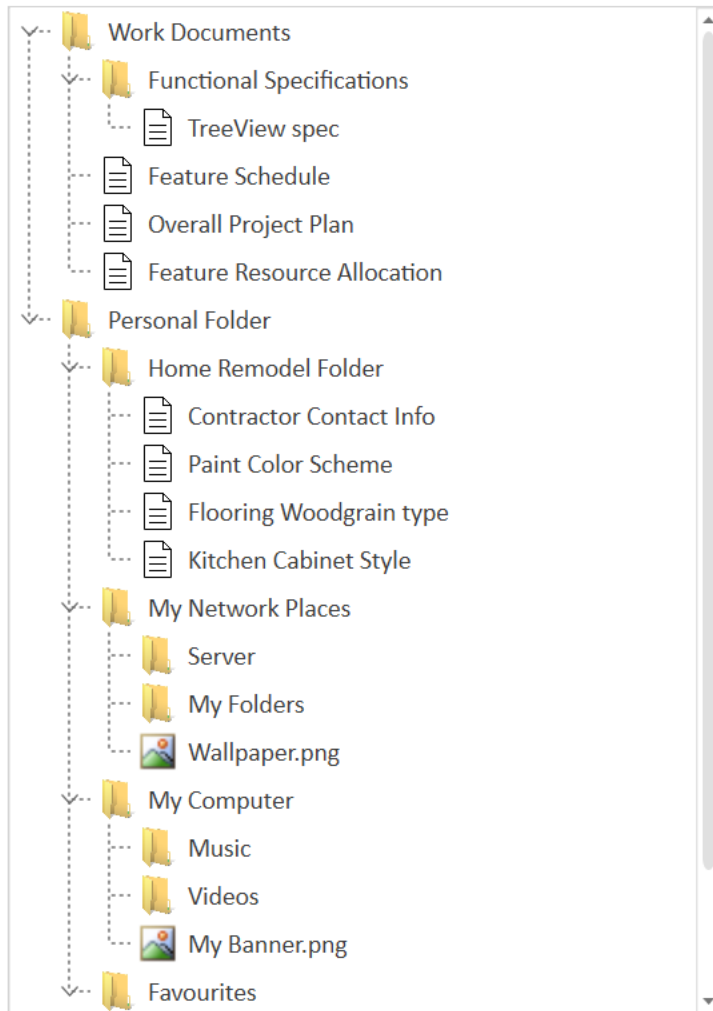 Work Documents
Functional Specifications
TreeView spec
Feature Schedule
Overall Project Plan
Feature Resource Allocation
Personal Folder
Home Remodel Folder
Contractor Contact Info
Paint Color Scheme
Flooring Woodgrain type
Kitchen Cabinet Style
My Network Places
Server
My Folders
Wallpaper.png
My Computer
Music
Videos
My Banner.png
Favourites